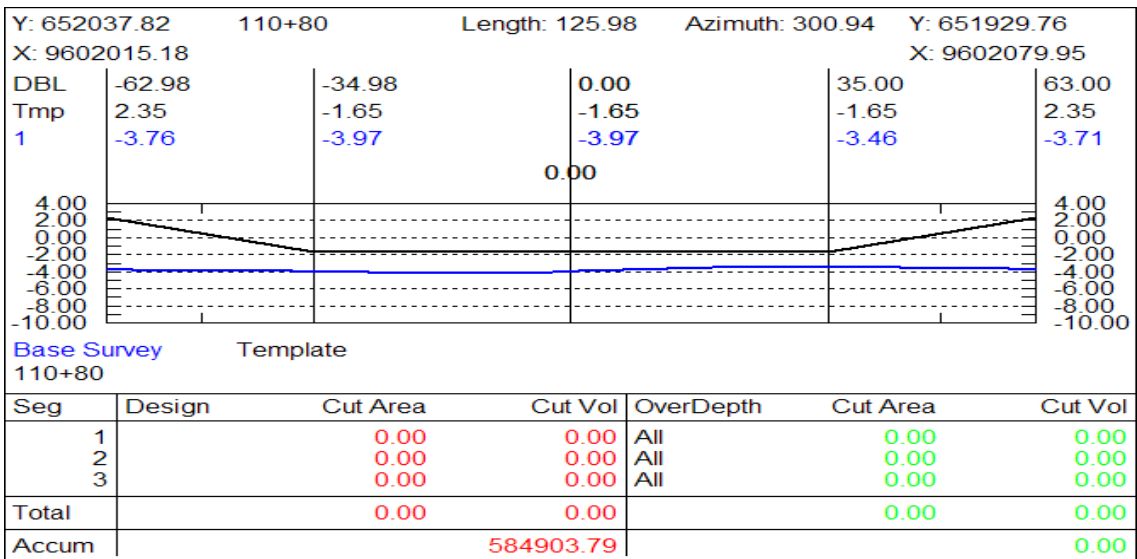 Y: 652037.82 110+80 Length: 125.98 Azimuth: 300.94 Y: 651929.76
X: 9602015.18 X: 9602079.95
DBL -62.98 -34.98 0.00 35.00 63.00
Tmp 2.35 -1.65 -1.65 -1.65 2.35
1 -3.76 -3.97 -3.97 -3.46 -3.71
0.00
4.00 4.00
2.00 2.00
0.00 0.00
-2.00 -2.00
-4.00 -4.00
-6.00 -6.00
-8.00 -8.00
-10.00 -10.00
Base Survey Template
110+80
Seg Design Cut Area Cut Vol OverDepth Cut Area Cut Vol
1 0.00 0.00 All 0.00 0.00
2 0.00 0.00 All 0.00 0.00
3 0.00 0.00 All 0.00 0.00
Total 0.00 0.00 0.00 0.00
Accum 584903.79 0.00